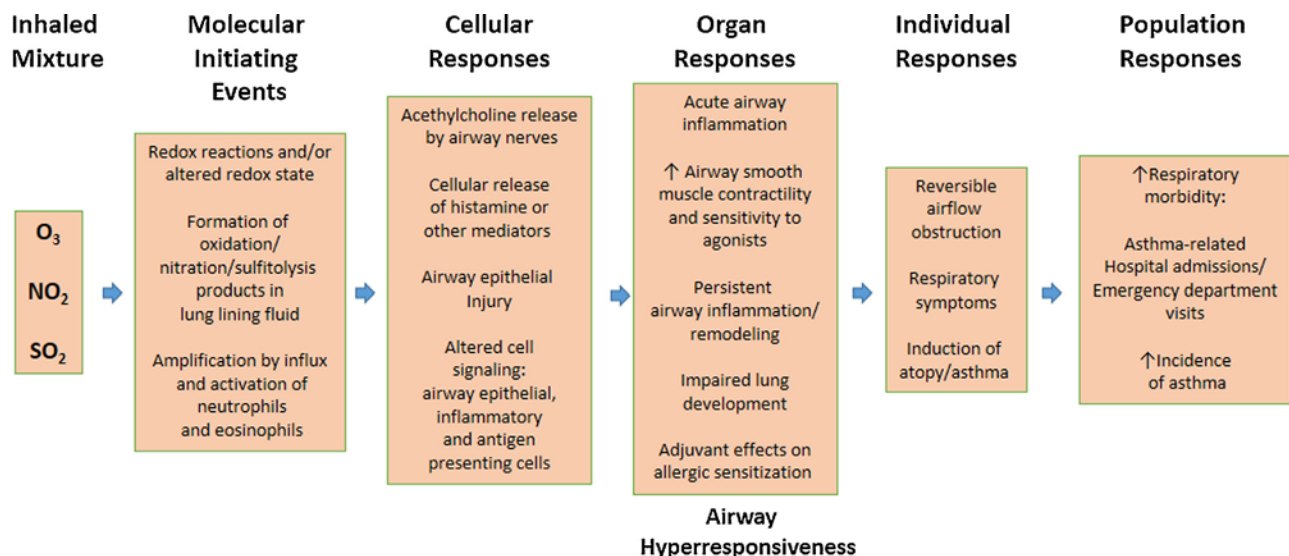 Inhaled
Mixture
O₃
NO₂
SO₂
Molecular
Initiating
Events
Redox reactions and/or
altered redox state
Formation of
oxidation/
nitration/sulfitolysis
products in
lung lining fluid
Amplification by influx
and activation of
neutrophils
and eosinophils
Cellular
Responses
Acethylcholine release
by airway nerves
Cellular release
of histamine or
other mediators
Airway epithelial
Injury
Altered cell
signaling:
airway epithelial,
inflammatory
and antigen
presenting cells
Organ
Responses
Acute airway
inflammation
↑ Airway smooth
muscle contractility
and sensitivity to
agonists
Persistent
airway inflammation/
remodeling
Impaired lung
development
Adjuvant effects on
allergic sensitization
Airway
Hyperresponsiveness
Individual
Responses
Reversible
airflow
obstruction
Respiratory
symptoms
Induction of
atopy/asthma
Population
Responses
↑Respiratory
morbidity:
Asthma-related
Hospital admissions/
Emergency department
visits
↑Incidence
of asthma